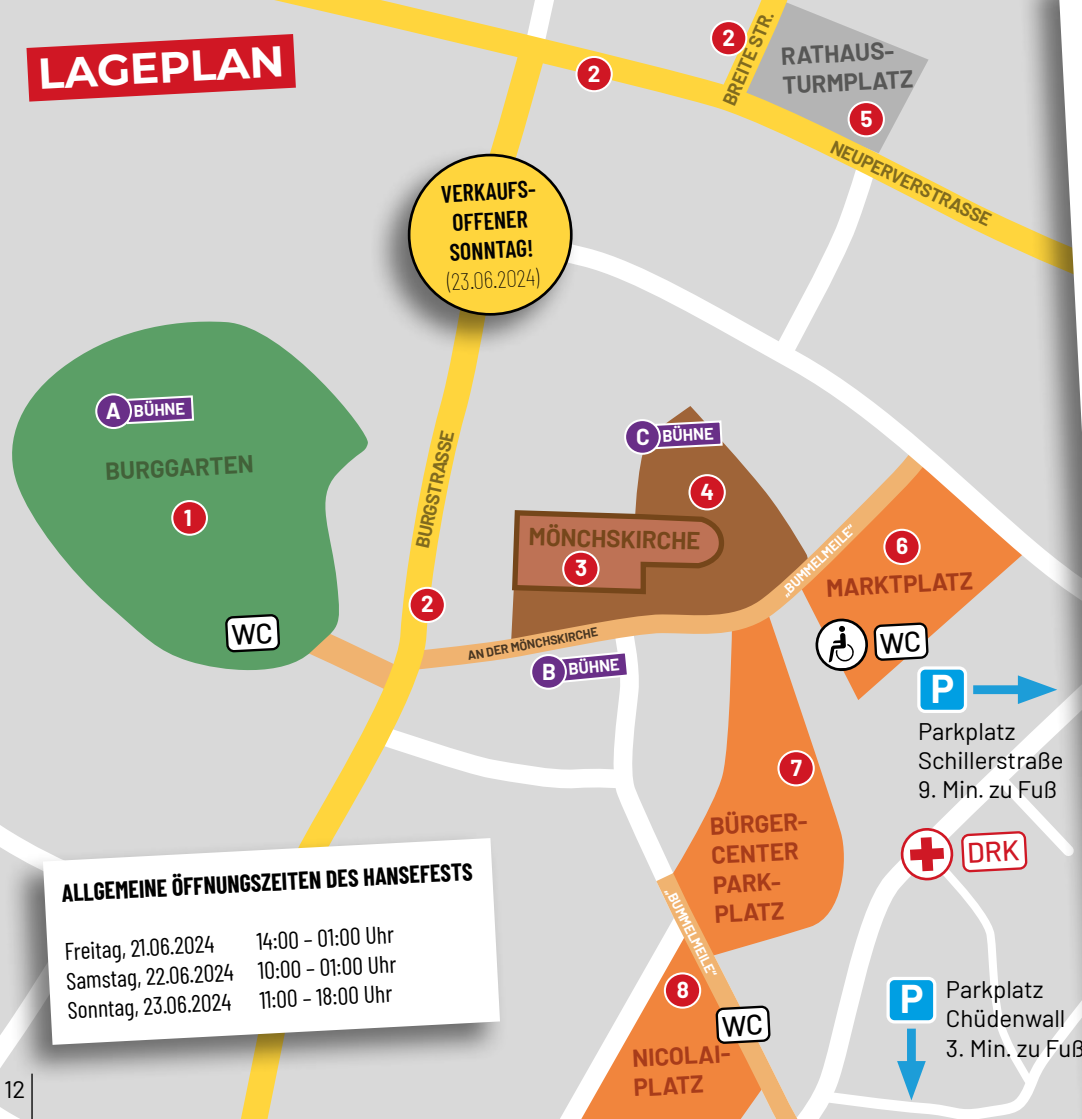 LAGEPLAN
2
BREITE STR.
RATHAUS-
TURMPLATZ
2
5
NEUPERVERSTRASSE
VERKAUFS-
OFFENER
SONNTAG!
(23.06.2024)
A BÜHNE
BURGGARTEN
1
WC
BURGSTRASSE
2
C BÜHNE
4
MÖNCHSKIRCHE
3
AN DER MÖNCHSKIRCHE
B BÜHNE
„BUMMELMEILE“
6
MARKTPLATZ
WC
P
Parkplatz
Schillerstraße
9. Min. zu Fuß
7
BÜRGER-
CENTER
PARK-
PLATZ
DRK
„BUMMELMEILE“
8
WC
NICOLAI-
PLATZ
P
Parkplatz
Chüdenwall
3. Min. zu Fuß
ALLGEMEINE ÖFFNUNGSZEITEN DES HANSEFESTS
Freitag, 21.06.2024 14:00 – 01:00 Uhr
Samstag, 22.06.2024 10:00 – 01:00 Uhr
Sonntag, 23.06.2024 11:00 – 18:00 Uhr
12